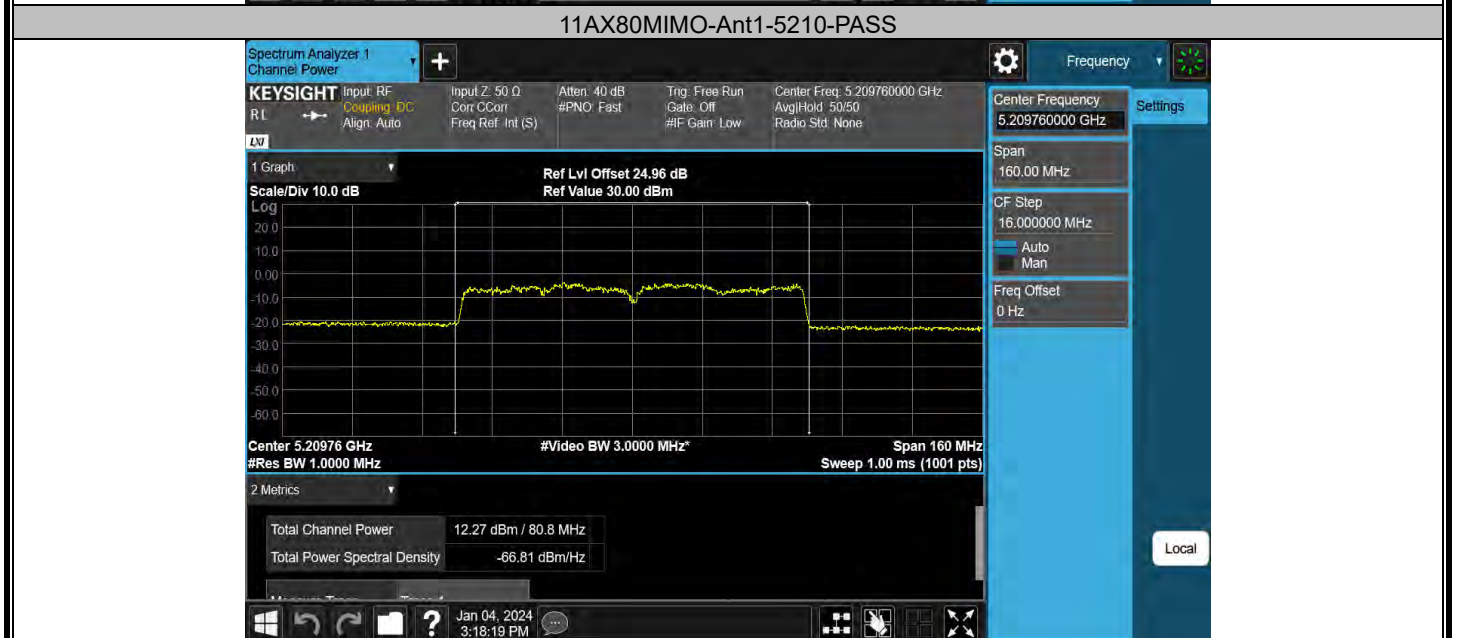 11AX80MIMO-Ant1-5210-PASS
Spectrum Analyzer 1
Channel Power
Frequency
KEYSIGHT
RL
LXI
Input: RF
Coupling: DC
Align: Auto
Input Z: 50 Ω
Corr CCorr
Freq Ref: Int (S)
Atten: 40 dB
#PNO: Fast
Trig: Free Run
Gate: Off
#IF Gain: Low
Center Freq: 5.209760000 GHz
Avg|Hold: 50/50
Radio Std: None
Center Frequency
5.209760000 GHz
Settings
Span
160.00 MHz
CF Step
16.000000 MHz
Auto
Man
Freq Offset
0 Hz
1 Graph
Scale/Div 10.0 dB
Ref Lvl Offset 24.96 dB
Ref Value 30.00 dBm
Log
20.0
10.0
0.00
-10.0
-20.0
-30.0
-40.0
-50.0
-60.0
Center 5.20976 GHz
#Video BW 3.0000 MHz*
Span 160 MHz
#Res BW 1.0000 MHz
Sweep 1.00 ms (1001 pts)
2 Metrics
Total Channel Power 12.27 dBm / 80.8 MHz
Total Power Spectral Density -66.81 dBm/Hz
Local
Jan 04, 2024
3:18:19 PM